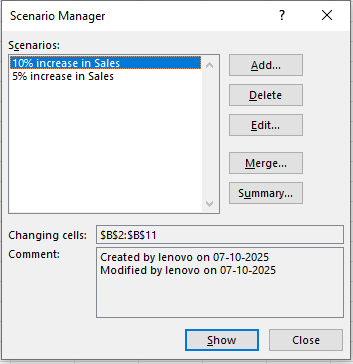 Scenario Manager ? ×
Scenarios:
10% increase in Sales
5% increase in Sales
Add...
Delete
Edit...
Merge...
Summary...
Changing cells: $B$2:$B$11
Comment: Created by lenovo on 07-10-2025
Modified by lenovo on 07-10-2025
Show Close